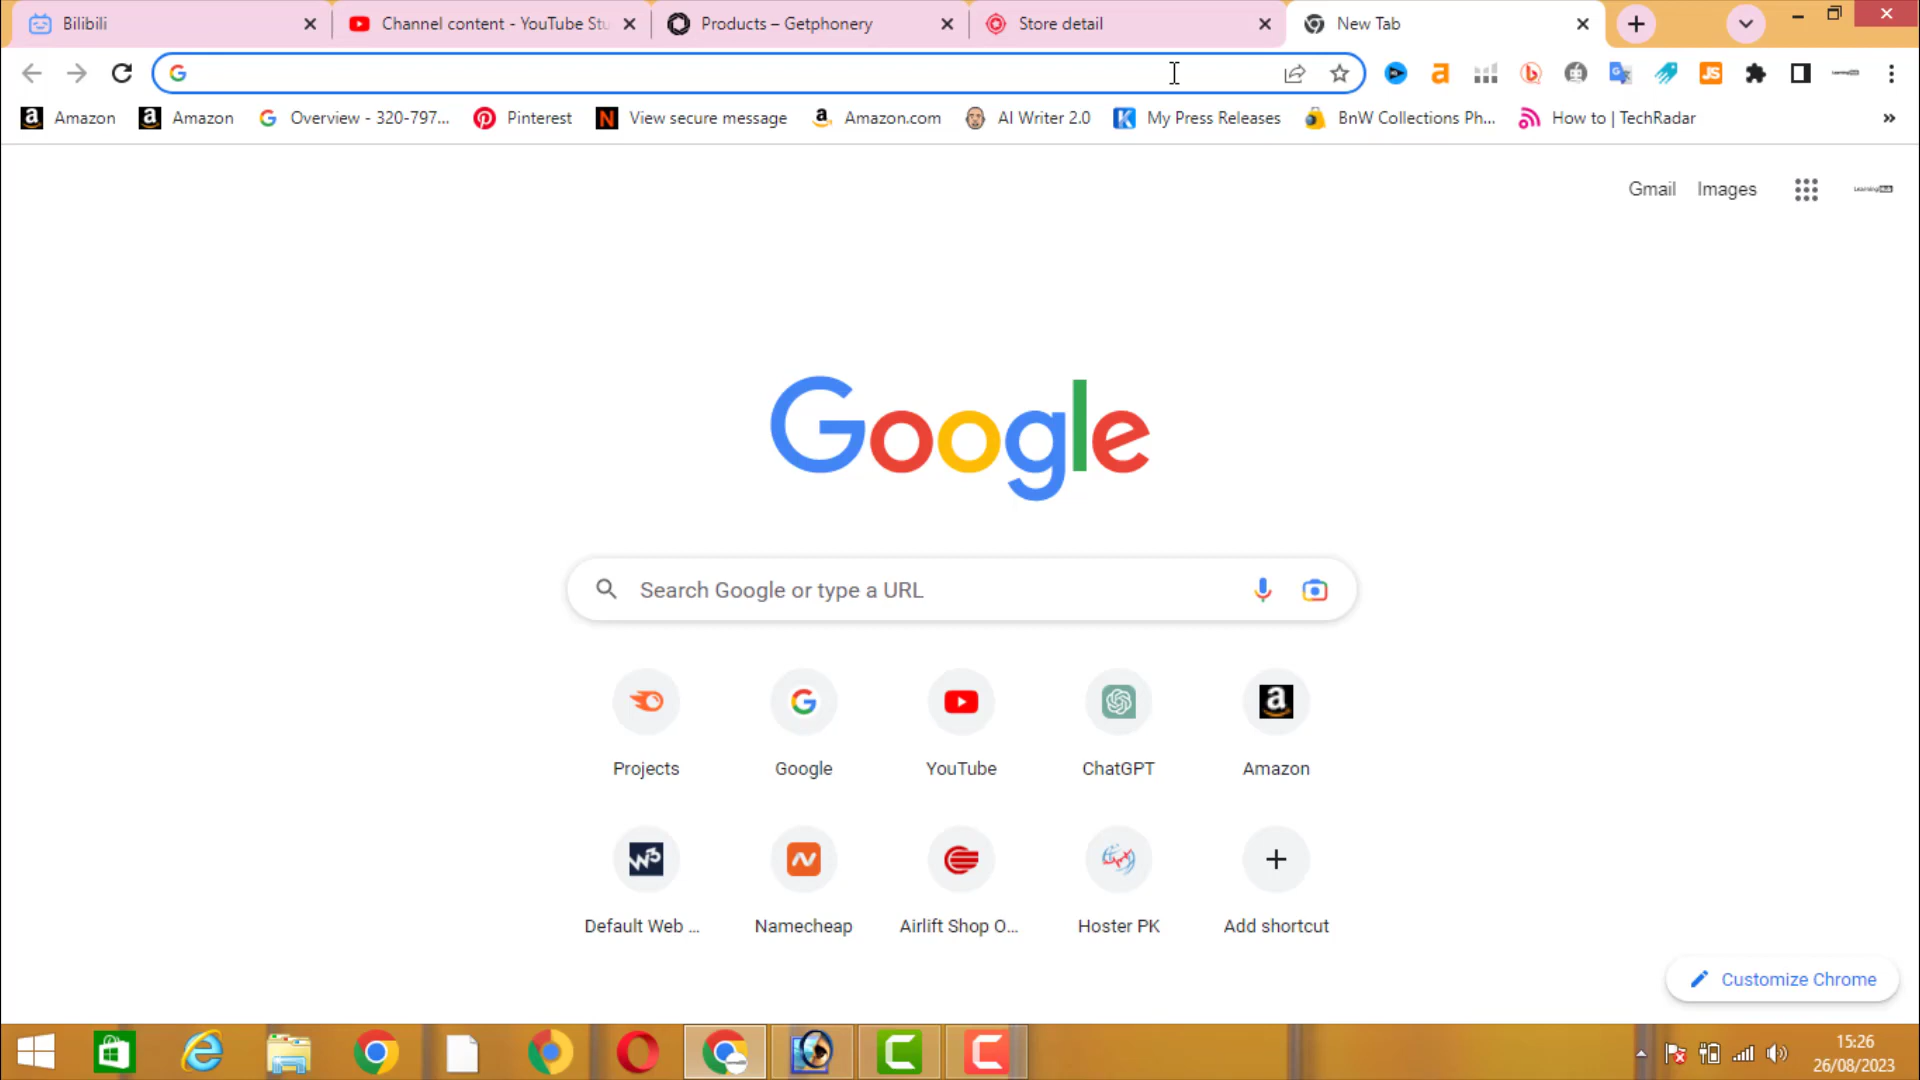 Bilibili
Channel content - YouTube Stu
Products – Getphonery
Store detail
New Tab
Amazon
Amazon
Overview - 320-797...
Pinterest
View secure message
Amazon.com
AI Writer 2.0
My Press Releases
BnW Collections Ph...
How to | TechRadar
Gmail
Images
Google
Search Google or type a URL
Projects
Google
YouTube
ChatGPT
Amazon
Default Web ...
Namecheap
Airlift Shop O...
Hoster PK
Add shortcut
Customize Chrome
15:26
26/08/2023